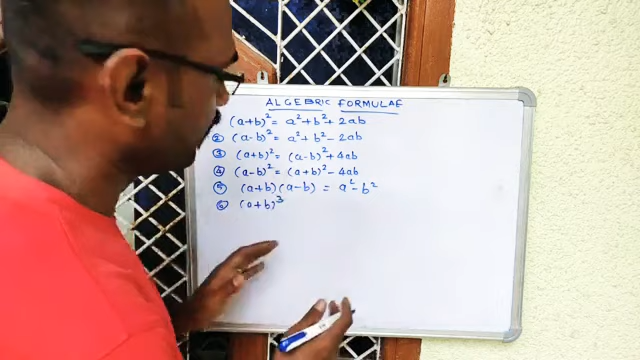 ALGEBRIC FORMULAE
(a+b)² = a²+b²+2ab
② (a-b)² = a²+b²-2ab
③ (a+b)² = (a-b)²+4ab
④ (a-b)² = (a+b)²-4ab
⑤ (a+b)(a-b) = a²-b²
⑥ (a+b)³